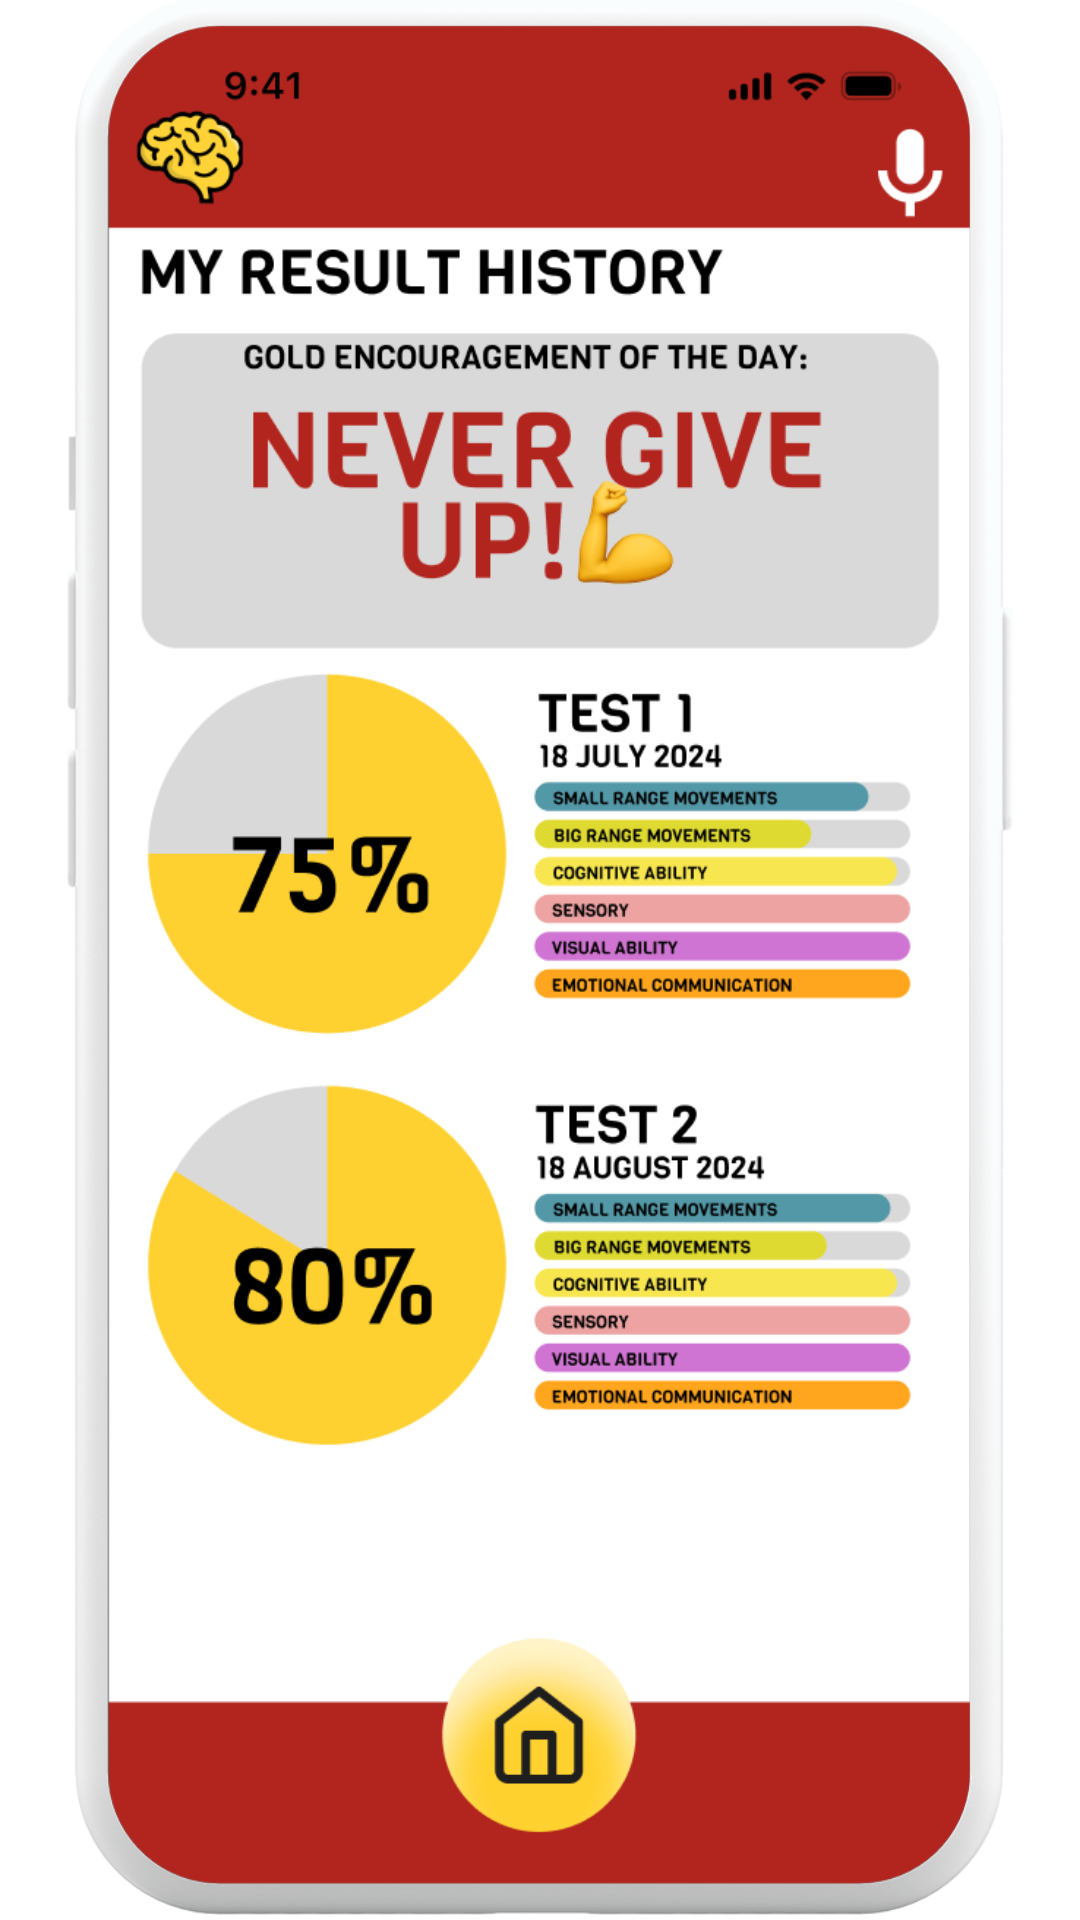 9:41
MY RESULT HISTORY
GOLD ENCOURAGEMENT OF THE DAY:
NEVER GIVE
UP!💪
75%
TEST 1
18 JULY 2024
SMALL RANGE MOVEMENTS
BIG RANGE MOVEMENTS
COGNITIVE ABILITY
SENSORY
VISUAL ABILITY
EMOTIONAL COMMUNICATION
80%
TEST 2
18 AUGUST 2024
SMALL RANGE MOVEMENTS
BIG RANGE MOVEMENTS
COGNITIVE ABILITY
SENSORY
VISUAL ABILITY
EMOTIONAL COMMUNICATION